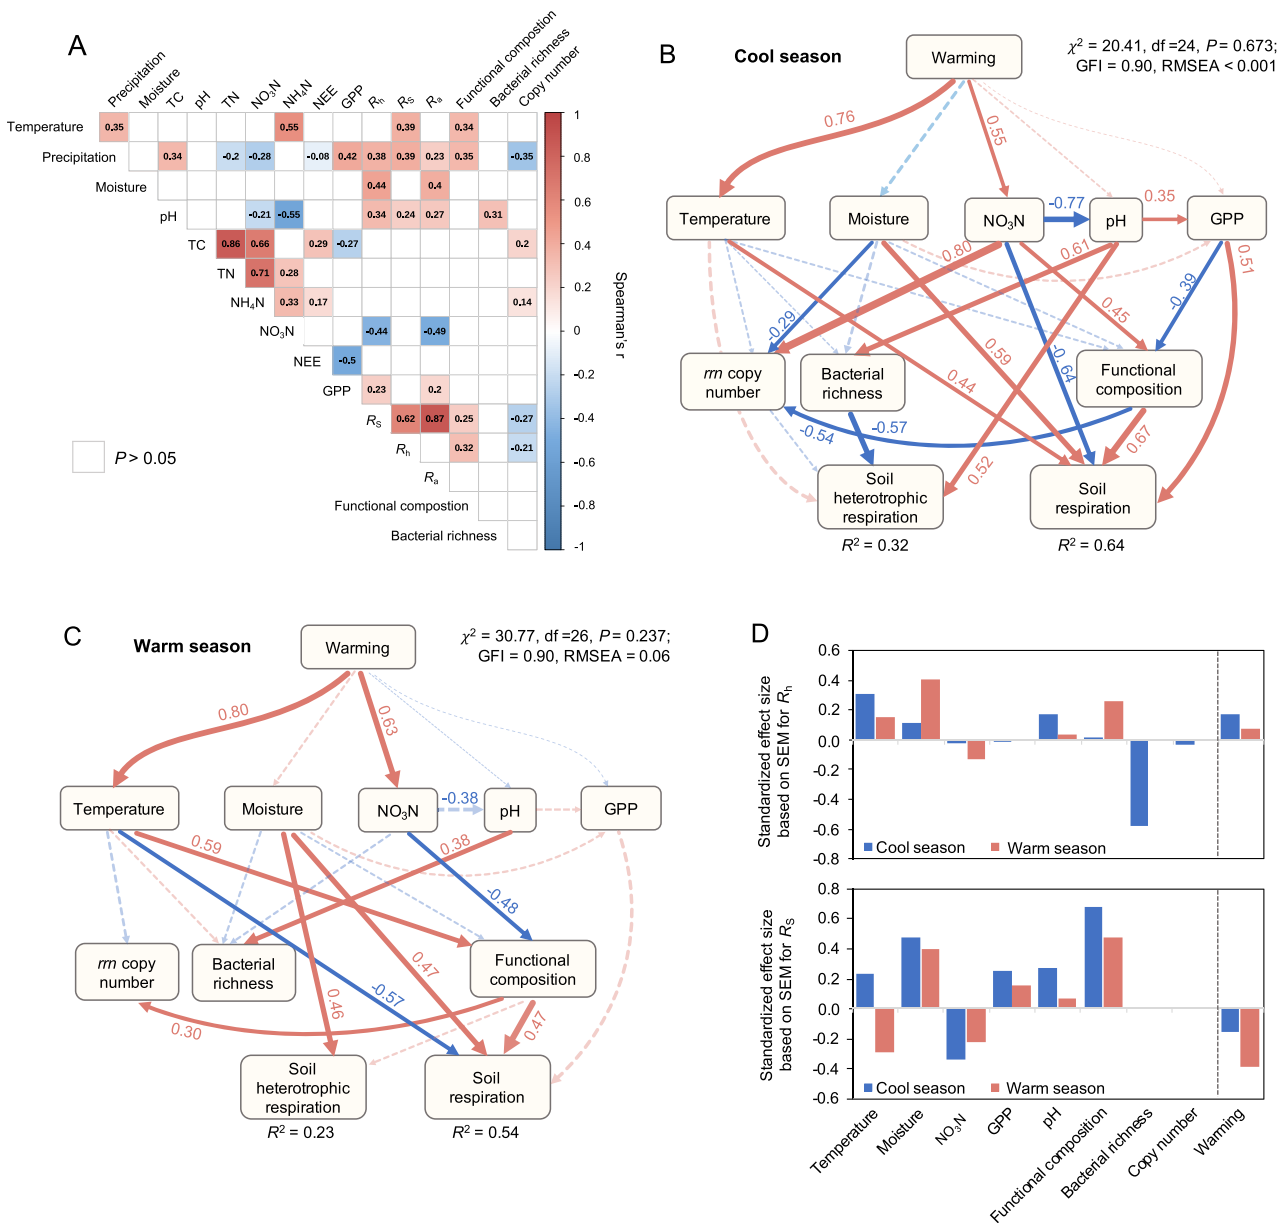 A
Precipitation
Moisture
TC
pH
TN
NO3N
NH4N
NEE
GPP
Rh
RS
Ra
Functional compostion
Bacterial richness
Copy number
Temperature 0.35 0.55 0.39 0.34
Precipitation 0.34 -0.2 -0.28 -0.08 0.42 0.38 0.39 0.23 0.35 -0.35
Moisture 0.44 0.4
pH -0.21 -0.55 0.34 0.24 0.27 0.31
TC 0.86 0.66 0.29 -0.27 0.2
TN 0.71 0.28
NH4N 0.33 0.17 0.14
NO3N -0.44 -0.49
NEE -0.5
GPP 0.23 0.2
RS 0.62 0.87 0.25 -0.27
Rh 0.32 -0.21
Ra
Functional compostion
Bacterial richness
P > 0.05
1
0.8
0.6
0.4
0.2
0
-0.2
-0.4
-0.6
-0.8
-1
Spearman's r
B
Cool season
χ2 = 20.41, df =24, P = 0.673;
GFI = 0.90, RMSEA < 0.001
Warming
0.76
0.55
Temperature
Moisture
NO3N
-0.77
pH
0.35
GPP
0.80
0.61
0.51
-0.29
-0.39
0.45
0.59
-0.64
0.44
rrn copy
number
Bacterial
richness
Functional
composition
-0.54
-0.57
0.52
0.67
Soil
heterotrophic
respiration
Soil
respiration
R2 = 0.32
R2 = 0.64
C
Warm season
χ2 = 30.77, df =26, P = 0.237;
GFI = 0.90, RMSEA = 0.06
Warming
0.80
0.63
Temperature
Moisture
NO3N
-0.38
pH
GPP
0.59
0.38
-0.48
rrn copy
number
Bacterial
richness
Functional
composition
0.47
-0.57
0.46
0.30
0.47
Soil
heterotrophic
respiration
Soil
respiration
R2 = 0.23
R2 = 0.54
D
Standardized effect size
based on SEM for Rh
0.6
0.4
0.2
0.0
-0.2
-0.4
-0.6
-0.8
Cool season
Warm season
Standardized effect size
based on SEM for RS
0.8
0.6
0.4
0.2
0.0
-0.2
-0.4
-0.6
Cool season
Warm season
Temperature
Moisture
NO3N
GPP
pH
Functional composition
Bacterial richness
Copy number
Warming